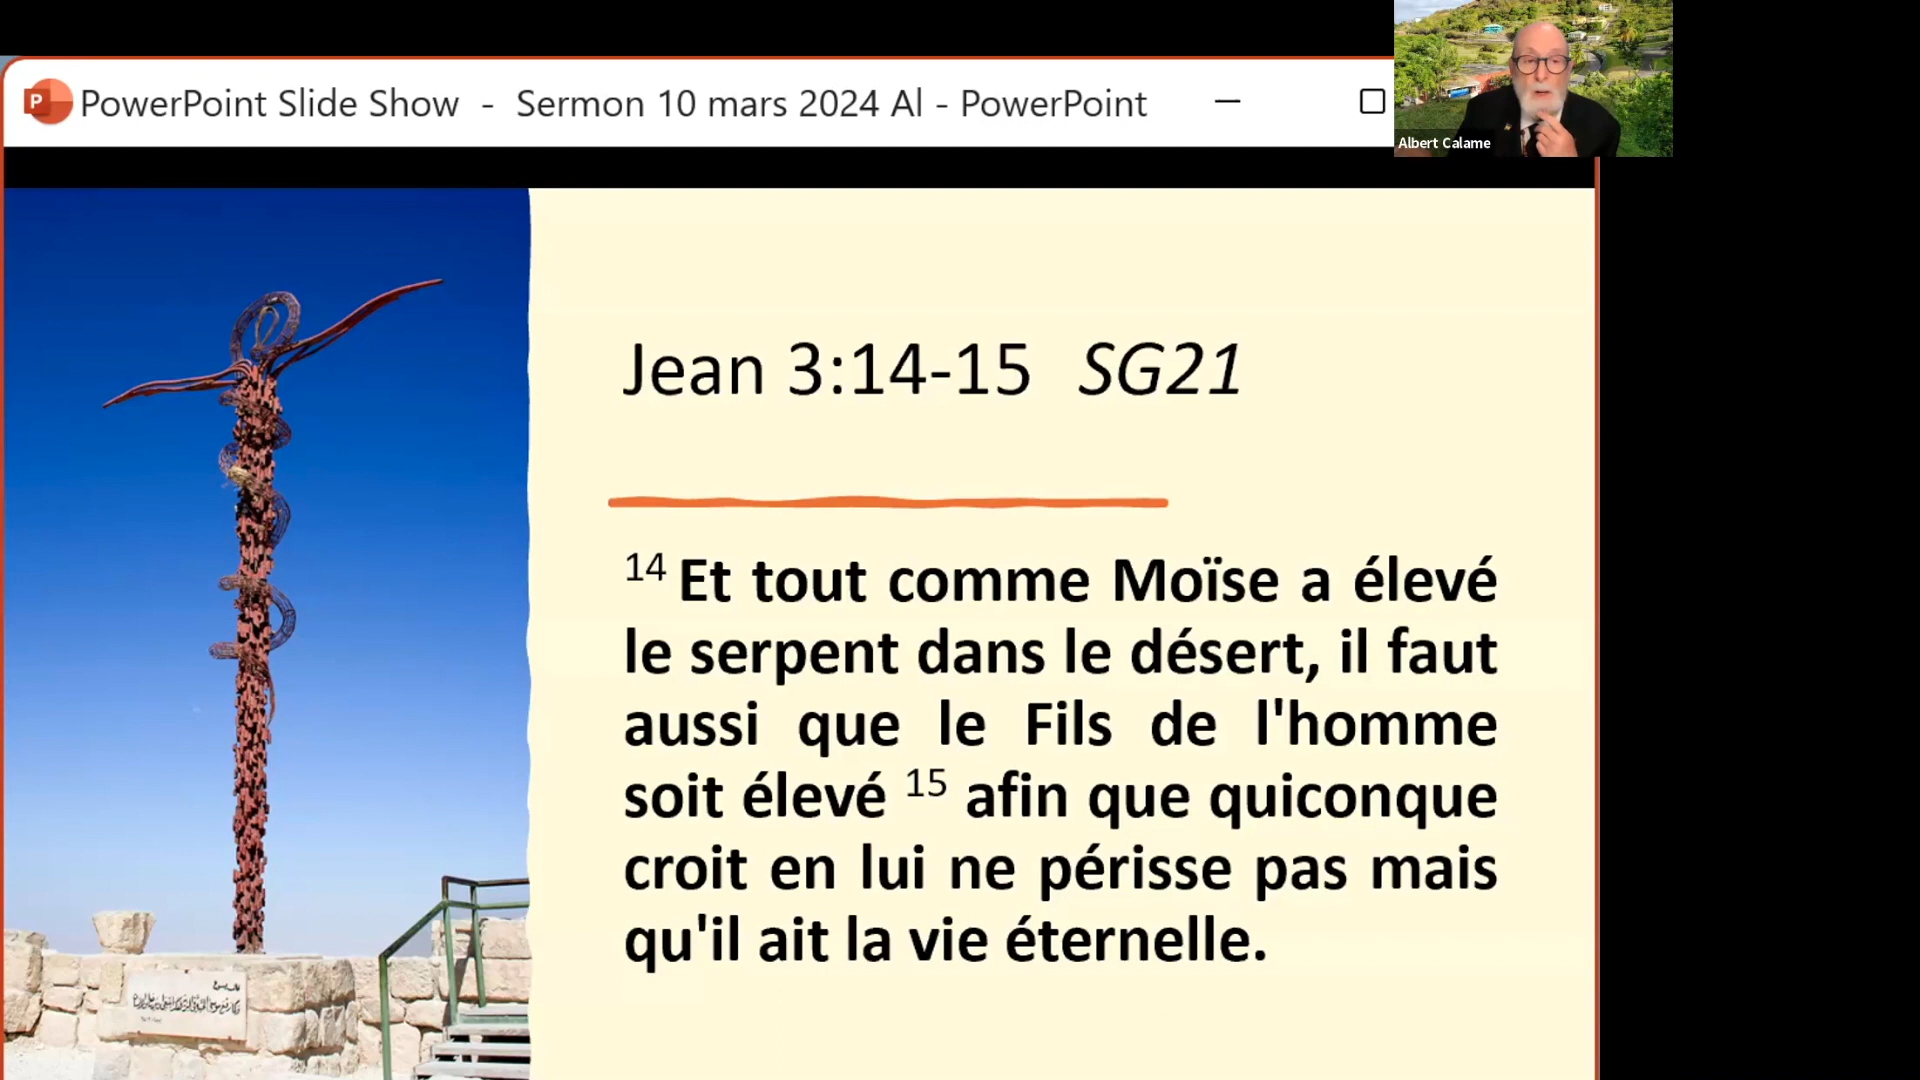 PowerPoint Slide Show - Sermon 10 mars 2024 Al - PowerPoint
Albert Calame
Jean 3:14-15 SG21
14 Et tout comme Moïse a élevé
le serpent dans le désert, il faut
aussi que le Fils de l'homme
soit élevé 15 afin que quiconque
croit en lui ne périsse pas mais
qu'il ait la vie éternelle.